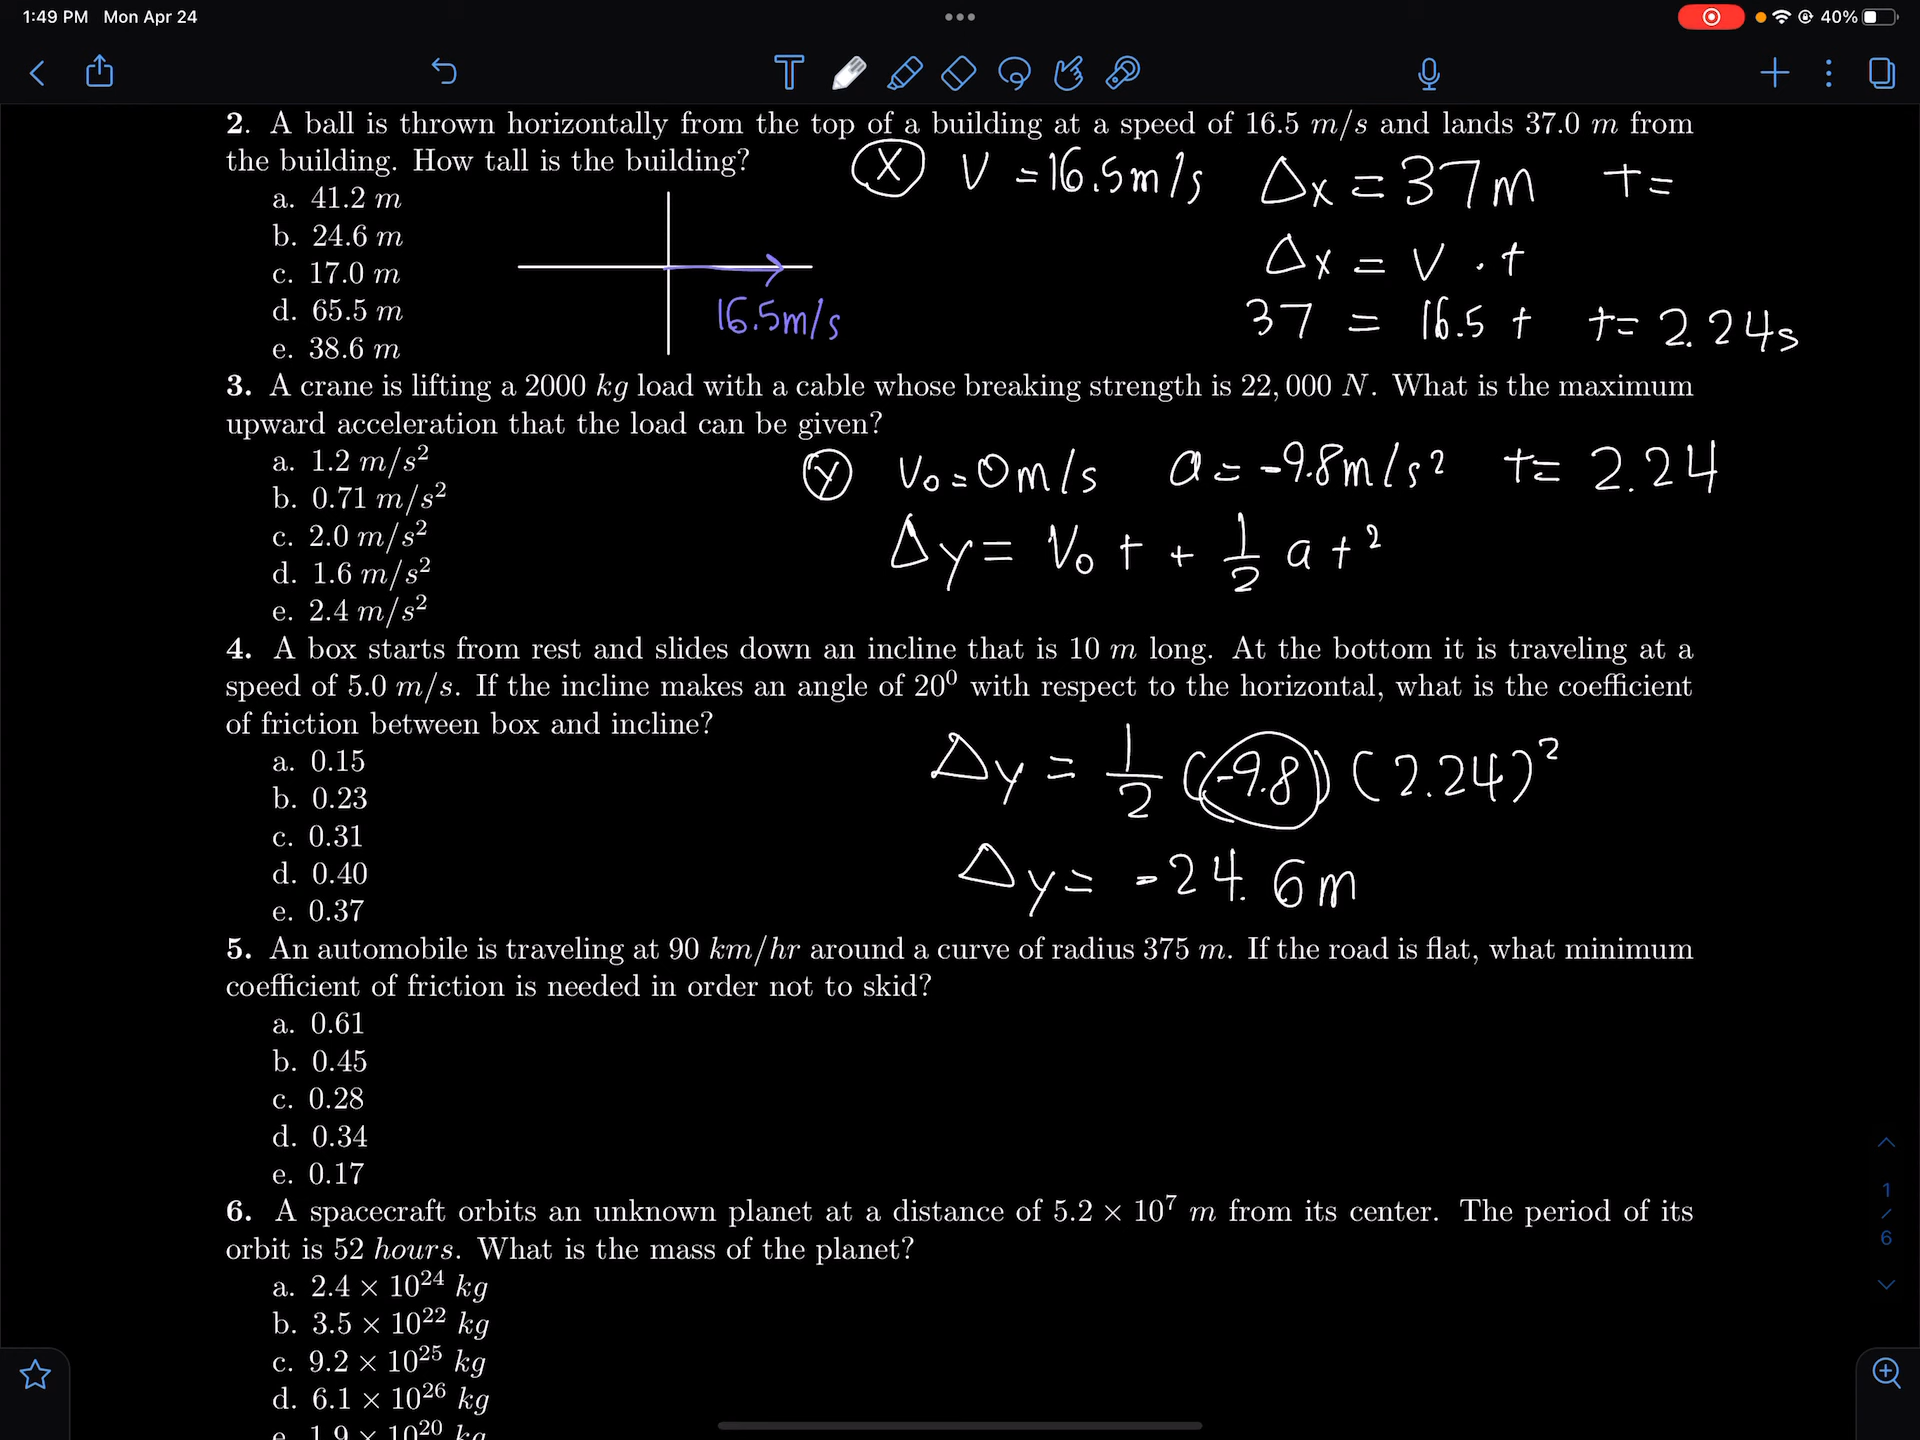 1:49 PM Mon Apr 24
40%
2. A ball is thrown horizontally from the top of a building at a speed of 16.5 m/s and lands 37.0 m from
the building. How tall is the building?
a. 41.2 m
b. 24.6 m
c. 17.0 m
d. 65.5 m
e. 38.6 m
16.5m/s
X V = 16.5m/s Δx = 37m t=
Δx = V · t
37 = 16.5 t t= 2.24s
3. A crane is lifting a 2000 kg load with a cable whose breaking strength is 22,000 N. What is the maximum
upward acceleration that the load can be given?
a. 1.2 m/s²
b. 0.71 m/s²
c. 2.0 m/s²
d. 1.6 m/s²
e. 2.4 m/s²
y V₀=0m/s a=-9.8m/s² t= 2.24
Δy= V₀ t + 1/2 a t²
4. A box starts from rest and slides down an incline that is 10 m long. At the bottom it is traveling at a
speed of 5.0 m/s. If the incline makes an angle of 20⁰ with respect to the horizontal, what is the coefficient
of friction between box and incline?
a. 0.15
b. 0.23
c. 0.31
d. 0.40
e. 0.37
Δy = 1/2 (-9.8) (2.24)²
Δy= -24.6m
5. An automobile is traveling at 90 km/hr around a curve of radius 375 m. If the road is flat, what minimum
coefficient of friction is needed in order not to skid?
a. 0.61
b. 0.45
c. 0.28
d. 0.34
e. 0.17
6. A spacecraft orbits an unknown planet at a distance of 5.2 × 10⁷ m from its center. The period of its
orbit is 52 hours. What is the mass of the planet?
a. 2.4 × 10²⁴ kg
b. 3.5 × 10²² kg
c. 9.2 × 10²⁵ kg
d. 6.1 × 10²⁶ kg
e. 1.9 × 10²⁰ kg
1
/
6